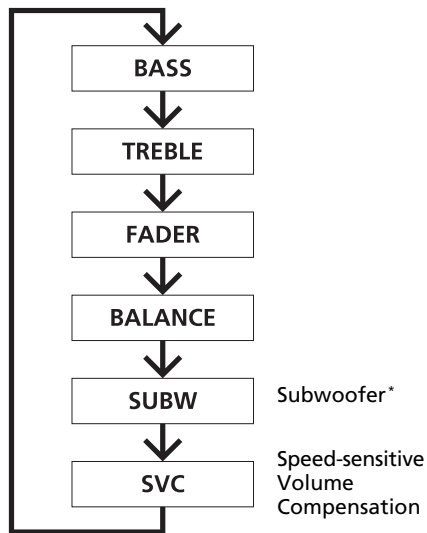 BASS
TREBLE
FADER
BALANCE
SUBW
Subwoofer*
SVC
Speed-sensitive
Volume
Compensation